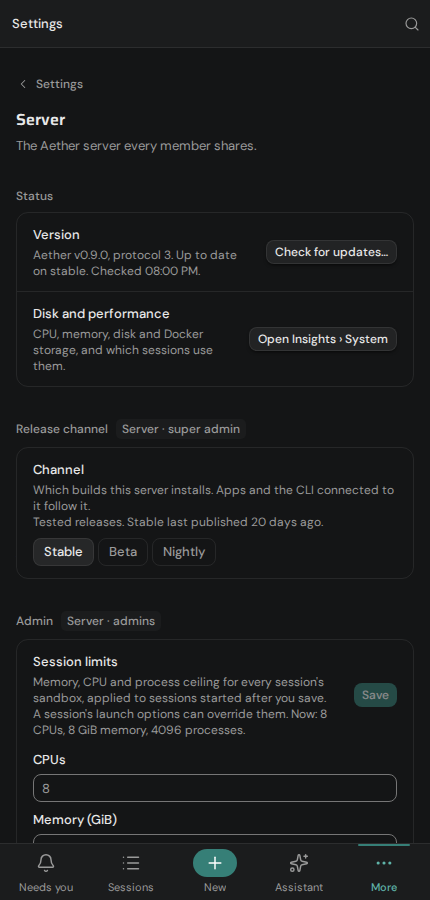 Settings
Settings
Server
The Aether server every member shares.
Status
Version
Aether v0.9.0, protocol 3. Up to date
on stable. Checked 08:00 PM.
Check for updates…
Disk and performance
CPU, memory, disk and Docker
storage, and which sessions use
them.
Open Insights › System
Release channel
Server · super admin
Channel
Which builds this server installs. Apps and the CLI connected to
it follow it.
Tested releases. Stable last published 20 days ago.
Stable
Beta
Nightly
Admin
Server · admins
Session limits
Memory, CPU and process ceiling for every session's
sandbox, applied to sessions started after you save.
A session's launch options can override them. Now: 8
CPUs, 8 GiB memory, 4096 processes.
Save
CPUs
8
Memory (GiB)
Needs you
Sessions
New
Assistant
More